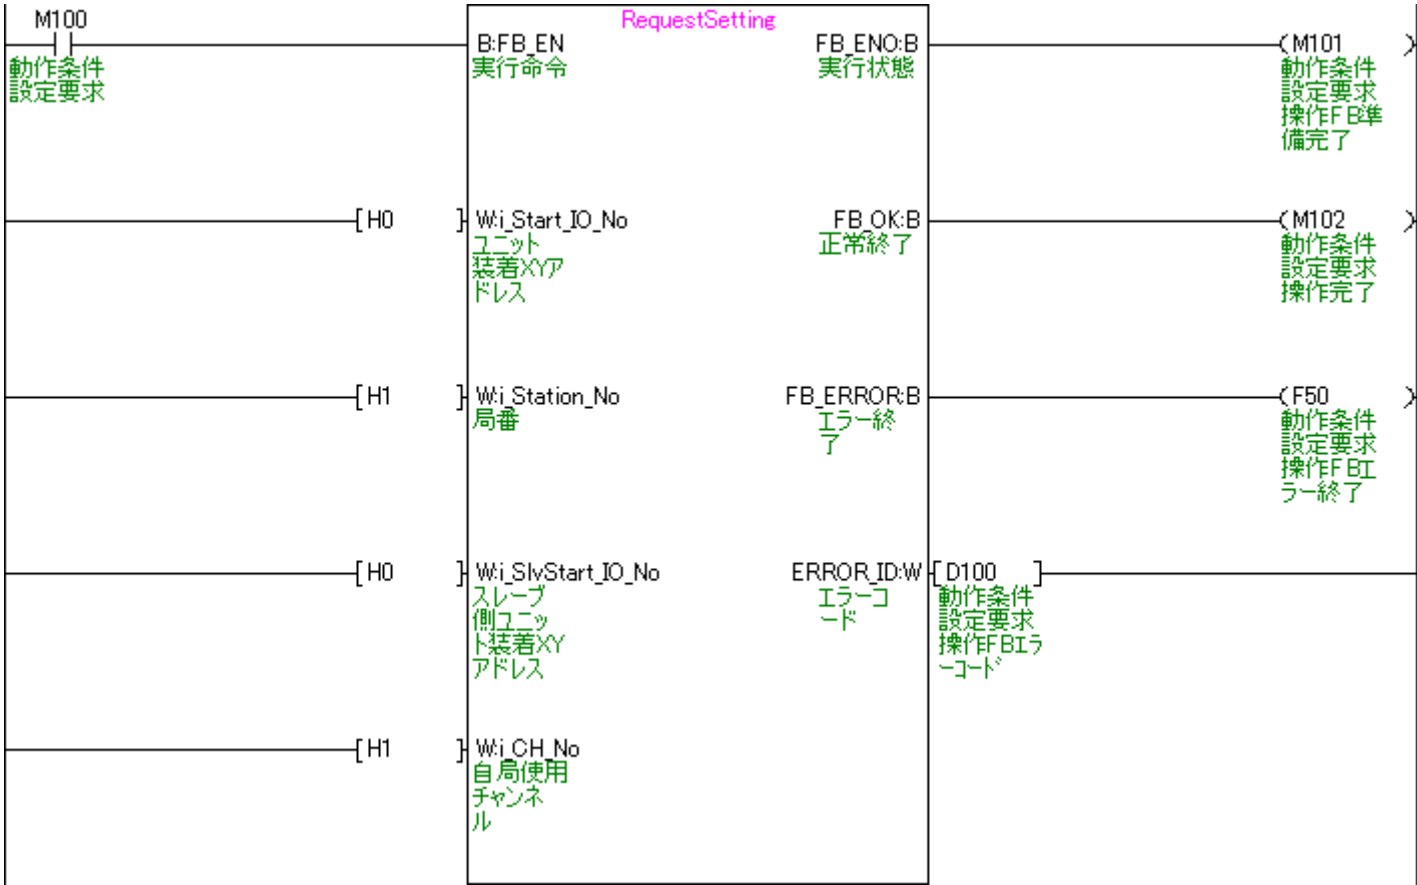 RequestSetting
M100
動作条件
設定要求
B:FB_EN
実行命令
FB_ENO:B
実行状態
(M101 )
動作条件
設定要求
操作FB準
備完了
[H0 ]
W:i_Start_IO_No
ユニット
装着XYア
ドレス
FB_OK:B
正常終了
(M102 )
動作条件
設定要求
操作完了
[H1 ]
W:i_Station_No
局番
FB_ERROR:B
エラー終
了
(F50 )
動作条件
設定要求
操作FBエ
ラー終了
[H0 ]
W:i_SlvStart_IO_No
スレーブ
側ユニッ
ト装着XY
アドレス
ERROR_ID:W
エラーコ
ード
[D100 ]
動作条件
設定要求
操作FBエラ
ーコード
[H1 ]
W:i_CH_No
自局使用
チャンネ
ル